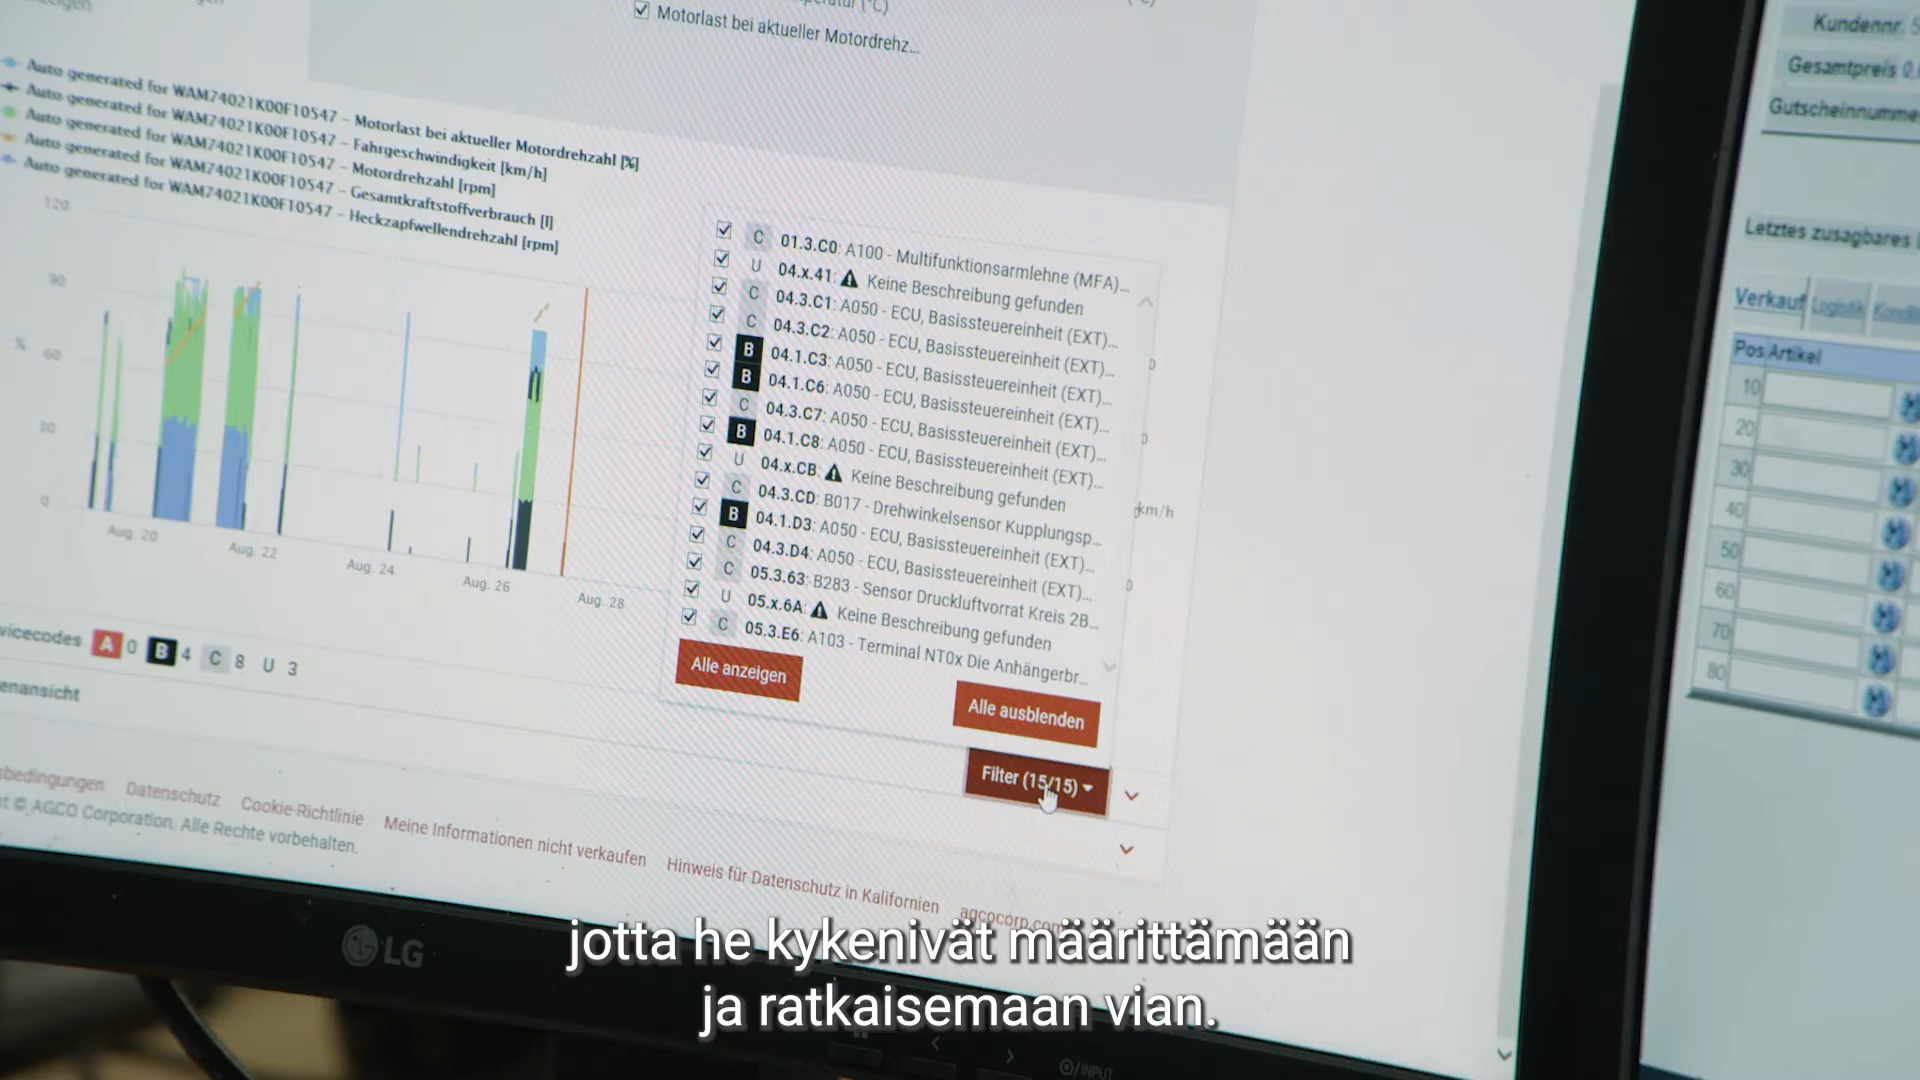 Motorlast bei aktueller Motordrehz...
Auto generated for WAM74021K00F10547 – Motorlast bei aktueller Motordrehzahl [%]
Auto generated for WAM74021K00F10547 – Fahrgeschwindigkeit [km/h]
Auto generated for WAM74021K00F10547 – Motordrehzahl [rpm]
Auto generated for WAM74021K00F10547 – Gesamtkraftstoffverbrauch [l]
Auto generated for WAM74021K00F10547 – Heckzapfwellendrehzahl [rpm]
120
90
%
60
30
0
Aug. 20
Aug. 22
Aug. 24
Aug. 26
Aug. 28
km/h
C 01.3.C0: A100 - Multifunktionsarmlehne (MFA)...
U 04.x.41: Keine Beschreibung gefunden
C 04.3.C1: A050 - ECU, Basissteuereinheit (EXT)...
C 04.3.C2: A050 - ECU, Basissteuereinheit (EXT)...
B 04.1.C3: A050 - ECU, Basissteuereinheit (EXT)...
B 04.1.C6: A050 - ECU, Basissteuereinheit (EXT)...
C 04.3.C7: A050 - ECU, Basissteuereinheit (EXT)...
B 04.1.C8: A050 - ECU, Basissteuereinheit (EXT)...
U 04.x.CB: Keine Beschreibung gefunden
C 04.3.CD: B017 - Drehwinkelsensor Kupplungsp...
B 04.1.D3: A050 - ECU, Basissteuereinheit (EXT)...
C 04.3.D4: A050 - ECU, Basissteuereinheit (EXT)...
C 05.3.63: B283 - Sensor Druckluftvorrat Kreis 2B...
U 05.x.6A: Keine Beschreibung gefunden
C 05.3.E6: A103 - Terminal NT0x Die Anhängerbr...
Alle anzeigen
Alle ausblenden
Filter (15/15)
vicecodes A 0 B 4 C 8 U 3
enansicht
sbedingungen Datenschutz Cookie-Richtlinie Meine Informationen nicht verkaufen Hinweis für Datenschutz in Kalifornien agcocorp.com
t © AGCO Corporation. Alle Rechte vorbehalten.
Kundennr.
Gesamtpreis
Gutscheinnumme
Letztes zusagbares
Verkauf Logistik
Pos Artikel
10
20
30
40
50
60
70
80
LG
/INPUT
jotta he kykenivät määrittämään
ja ratkaisemaan vian.